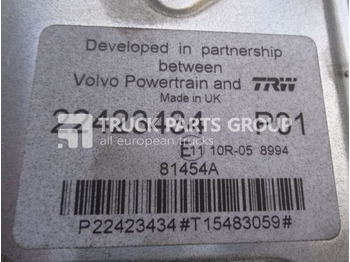 Developed in partnership
between
Volvo Powertrain and TRW
Made in UK
TRUCK PARTS GROUP
all european trucks
P01
E11 10R-05 8994
81454A
P22423434#T15483059#